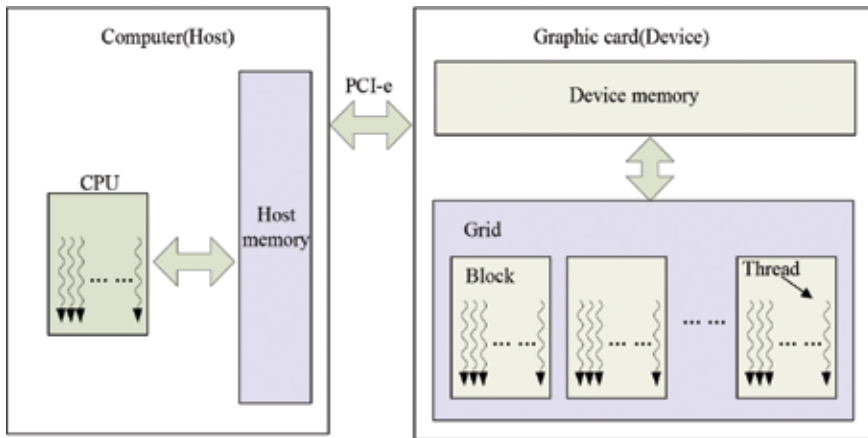 Computer(Host)
CPU
... ...
Host
memory
PCI-e
Graphic card(Device)
Device memory
Grid
Block
... ...
... ...
... ...
Thread
... ...